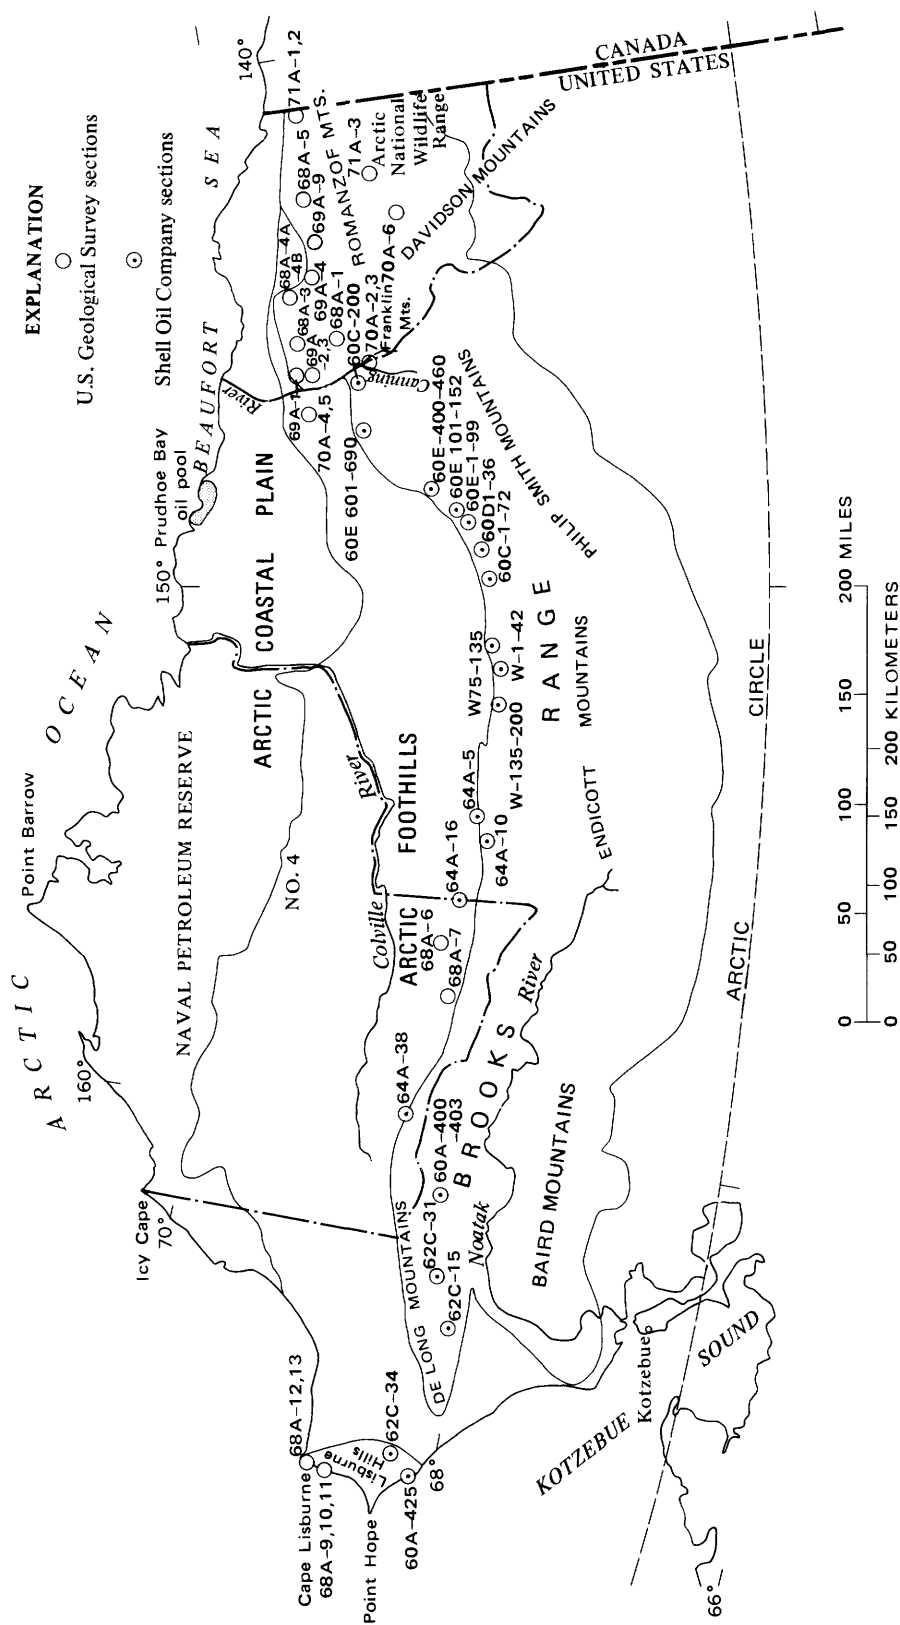 EXPLANATION
U.S. Geological Survey sections
Shell Oil Company sections
ARCTIC
OCEAN
BEAUFORT
SEA
Point Barrow
Icy Cape
70°
160°
150°
140°
Prudhoe Bay
oil pool
NAVAL PETROLEUM RESERVE
NO. 4
ARCTIC
COASTAL
PLAIN
ARCTIC
FOOTHILLS
Colville
River
River
Canning
CANADA
UNITED STATES
71A–1,2
68A–5
69A–9
ROMANZOF MTS.
71A–3
Arctic
National
Wildlife
Range
68A–4A
–4B
69A–4
68A–3
69A
–2,3
68A–1
60C–200
70A–2,3
Franklin
Mts.
70A–6
DAVIDSON MOUNTAINS
70A–4,5
60E 601–690
60E–400–460
60E 101–152
60E–1–99
60D1–36
60C–1–72
PHILIP SMITH MOUNTAINS
W75–135
W–1–42
W–135–200
64A–5
64A–10
64A–16
68A–6
68A–7
64A–38
60A–400
–403
62C–31
62C–15
BROOKS
RANGE
ENDICOTT
MOUNTAINS
DE LONG
MOUNTAINS
BAIRD MOUNTAINS
Noatak
River
Cape Lisburne
68A–12,13
68A–9,10,11
Lisburne
Hills
62C–34
Point Hope
60A–425
68°
KOTZEBUE
SOUND
Kotzebue
66°
ARCTIC
CIRCLE
0 50 100 150 200 MILES
0 50 100 150 200 KILOMETERS